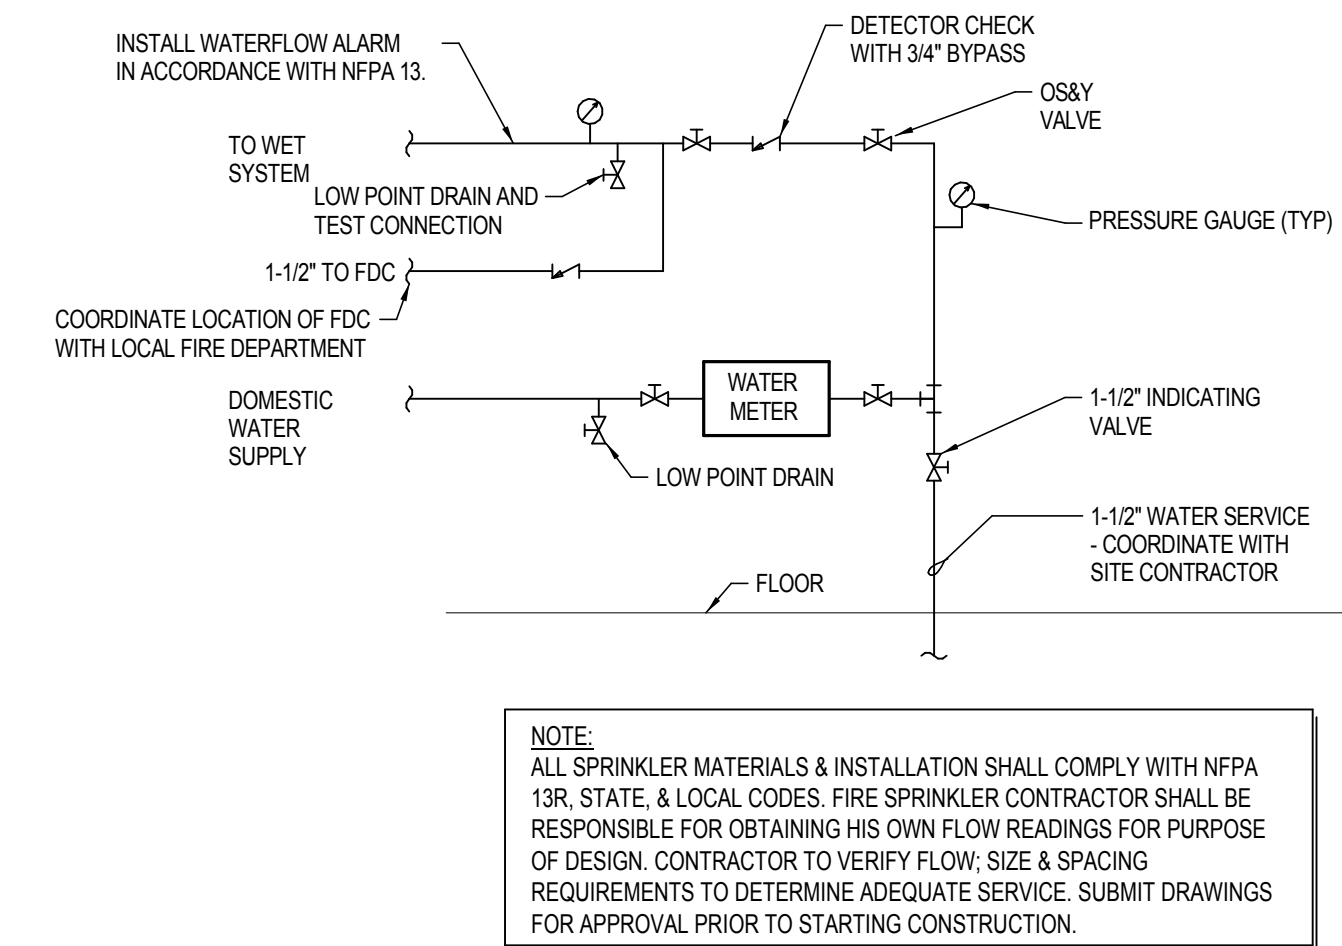 INSTALL WATERFLOW ALARM
IN ACCORDANCE WITH NFPA 13.
DETECTOR CHECK
WITH 3/4" BYPASS
OS&Y
VALVE
TO WET
SYSTEM
LOW POINT DRAIN AND
TEST CONNECTION
PRESSURE GAUGE (TYP)
1-1/2" TO FDC
COORDINATE LOCATION OF FDC
WITH LOCAL FIRE DEPARTMENT
DOMESTIC
WATER
SUPPLY
WATER
METER
1-1/2" INDICATING
VALVE
LOW POINT DRAIN
1-1/2" WATER SERVICE
- COORDINATE WITH
SITE CONTRACTOR
FLOOR
NOTE:
ALL SPRINKLER MATERIALS & INSTALLATION SHALL COMPLY WITH NFPA
13R, STATE, & LOCAL CODES. FIRE SPRINKLER CONTRACTOR SHALL BE
RESPONSIBLE FOR OBTAINING HIS OWN FLOW READINGS FOR PURPOSE
OF DESIGN. CONTRACTOR TO VERIFY FLOW; SIZE & SPACING
REQUIREMENTS TO DETERMINE ADEQUATE SERVICE. SUBMIT DRAWINGS
FOR APPROVAL PRIOR TO STARTING CONSTRUCTION.